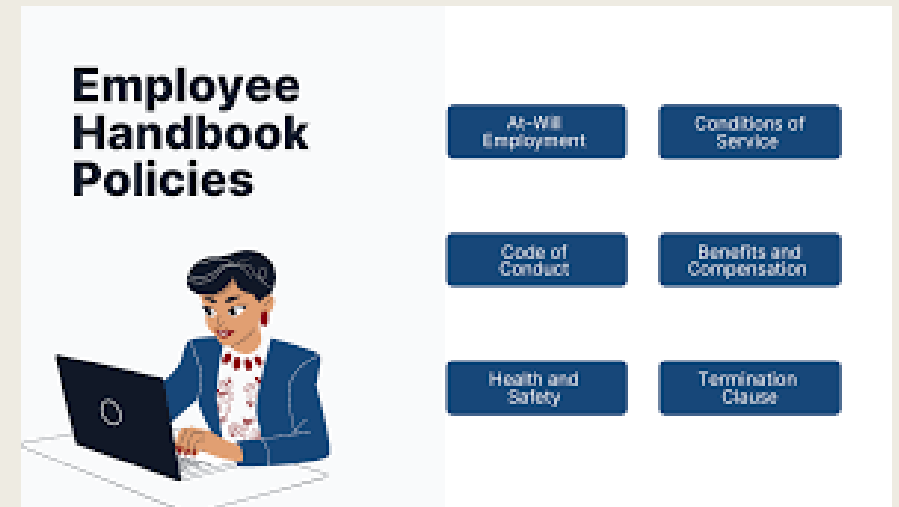 Employee
Handbook
Policies
At-Will
Employment
Conditions of
Service
Code of
Conduct
Benefits and
Compensation
Health and
Safety
Termination
Clause